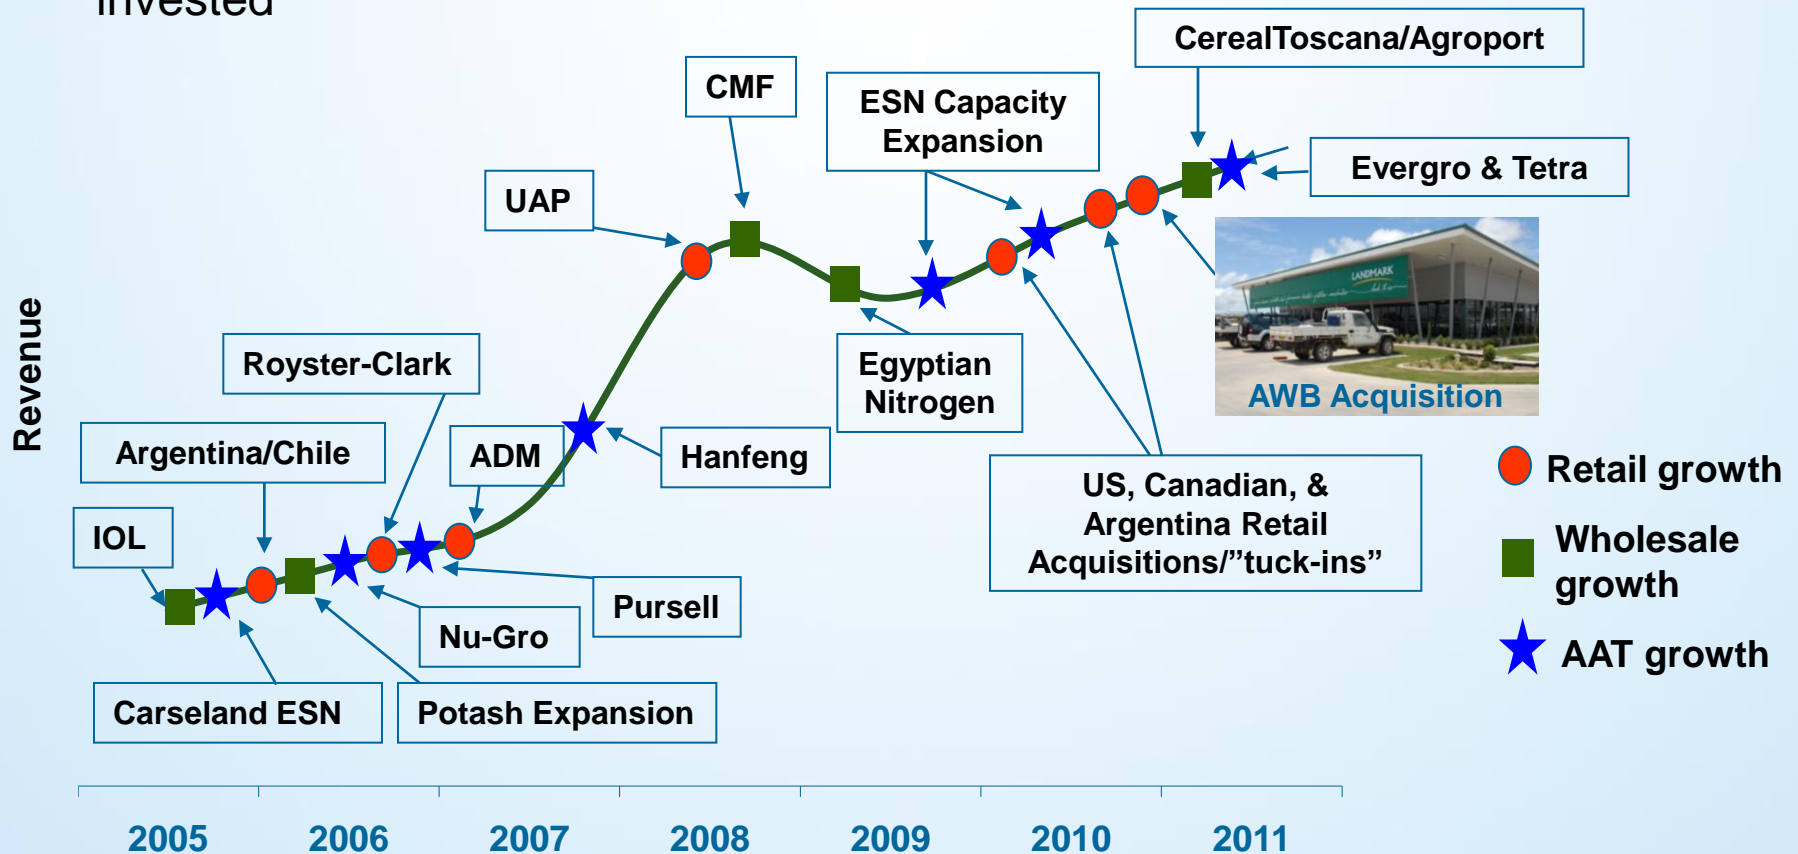 invested
CerealToscana/Agroport
CMF
ESN Capacity
Expansion
Evergro & Tetra
UAP
LANDMARK
AWB Acquisition
Revenue
Royster-Clark
Egyptian
Nitrogen
Argentina/Chile
ADM
Hanfeng
US, Canadian, &
Argentina Retail
Acquisitions/”tuck-ins”
Retail growth
Wholesale
growth
AAT growth
IOL
Pursell
Nu-Gro
Carseland ESN
Potash Expansion
2005 2006 2007 2008 2009 2010 2011